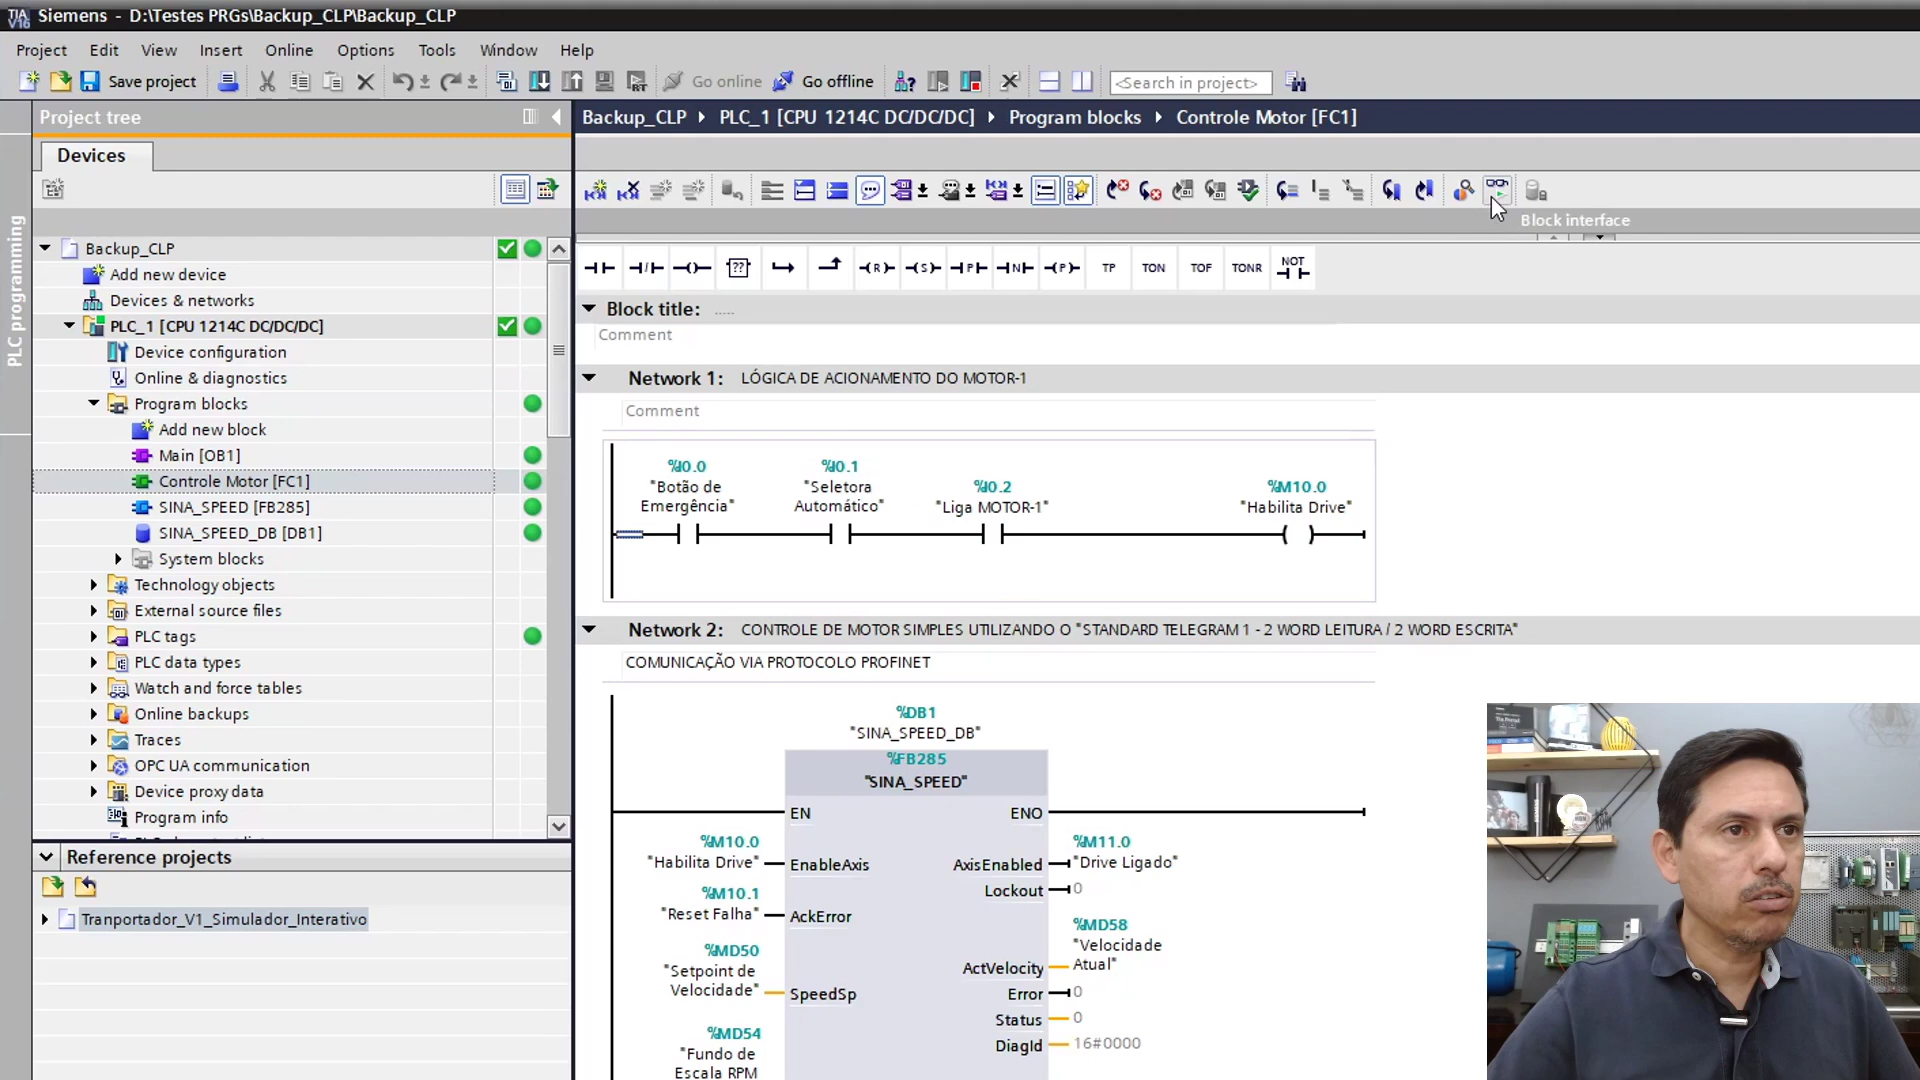 Siemens - D:\Testes PRGs\Backup_CLP\Backup_CLP
Project Edit View Insert Online Options Tools Window Help
Save project Go online Go offline <Search in project>
Project tree
Backup_CLP PLC_1 [CPU 1214C DC/DC/DC] Program blocks Controle Motor [FC1]
Devices
PLC programming
Block interface
Backup_CLP
Add new device
Devices & networks
PLC_1 [CPU 1214C DC/DC/DC]
Device configuration
Online & diagnostics
Program blocks
Add new block
Main [OB1]
Controle Motor [FC1]
SINA_SPEED [FB285]
SINA_SPEED_DB [DB1]
System blocks
Technology objects
External source files
PLC tags
PLC data types
Watch and force tables
Online backups
Traces
OPC UA communication
Device proxy data
Program info
Reference projects
Tranportador_V1_Simulador_Interativo
?? (R) (S) P N (P) TP TON TOF TONR NOT
Block title: .....
Comment
Network 1: LÓGICA DE ACIONAMENTO DO MOTOR-1
Comment
%I0.0
"Botão de
Emergência"
%I0.1
"Seletora
Automático"
%I0.2
"Liga MOTOR-1"
%M10.0
"Habilita Drive"
Network 2: CONTROLE DE MOTOR SIMPLES UTILIZANDO O "STANDARD TELEGRAM 1 - 2 WORD LEITURA / 2 WORD ESCRITA"
COMUNICAÇÃO VIA PROTOCOLO PROFINET
%DB1
"SINA_SPEED_DB"
%FB285
"SINA_SPEED"
EN ENO
%M10.0
"Habilita Drive" EnableAxis
%M10.1
"Reset Falha" AckError
%MD50
"Setpoint de
Velocidade" SpeedSp
%MD54
"Fundo de
Escala RPM
%M11.0
AxisEnabled "Drive Ligado"
Lockout 0
%MD58
"Velocidade
Atual"
ActVelocity
Error 0
Status 0
DiagId 16#0000